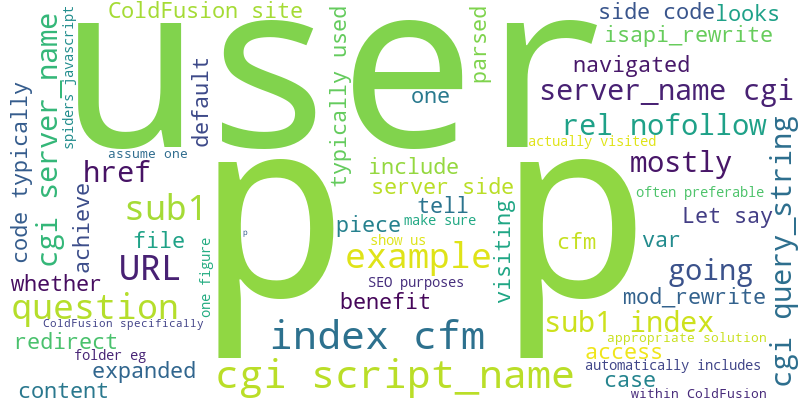 ColdFusion site
user
side code
looks
isapi_rewrite
spiders javascript
cgi server_name
typically used
parsed
navigated
default
one
server_name cgi
code typically
rel nofollow
assume one
actually visited
href
include
mostly
server side
often preferable
achieve
sub1
tell
Let say
p p
file
piece
make sure
visiting
cgi query_string
p
show us
cfm
var
one figure
whether
URL
example
going
SEO purposes
question
benefit
mod_rewrite
ColdFusion specifically
index cfm
sub1 index
redirect
appropriate solution
folder eg
access
expanded
cgi script_name
automatically includes
case
content
within ColdFusion